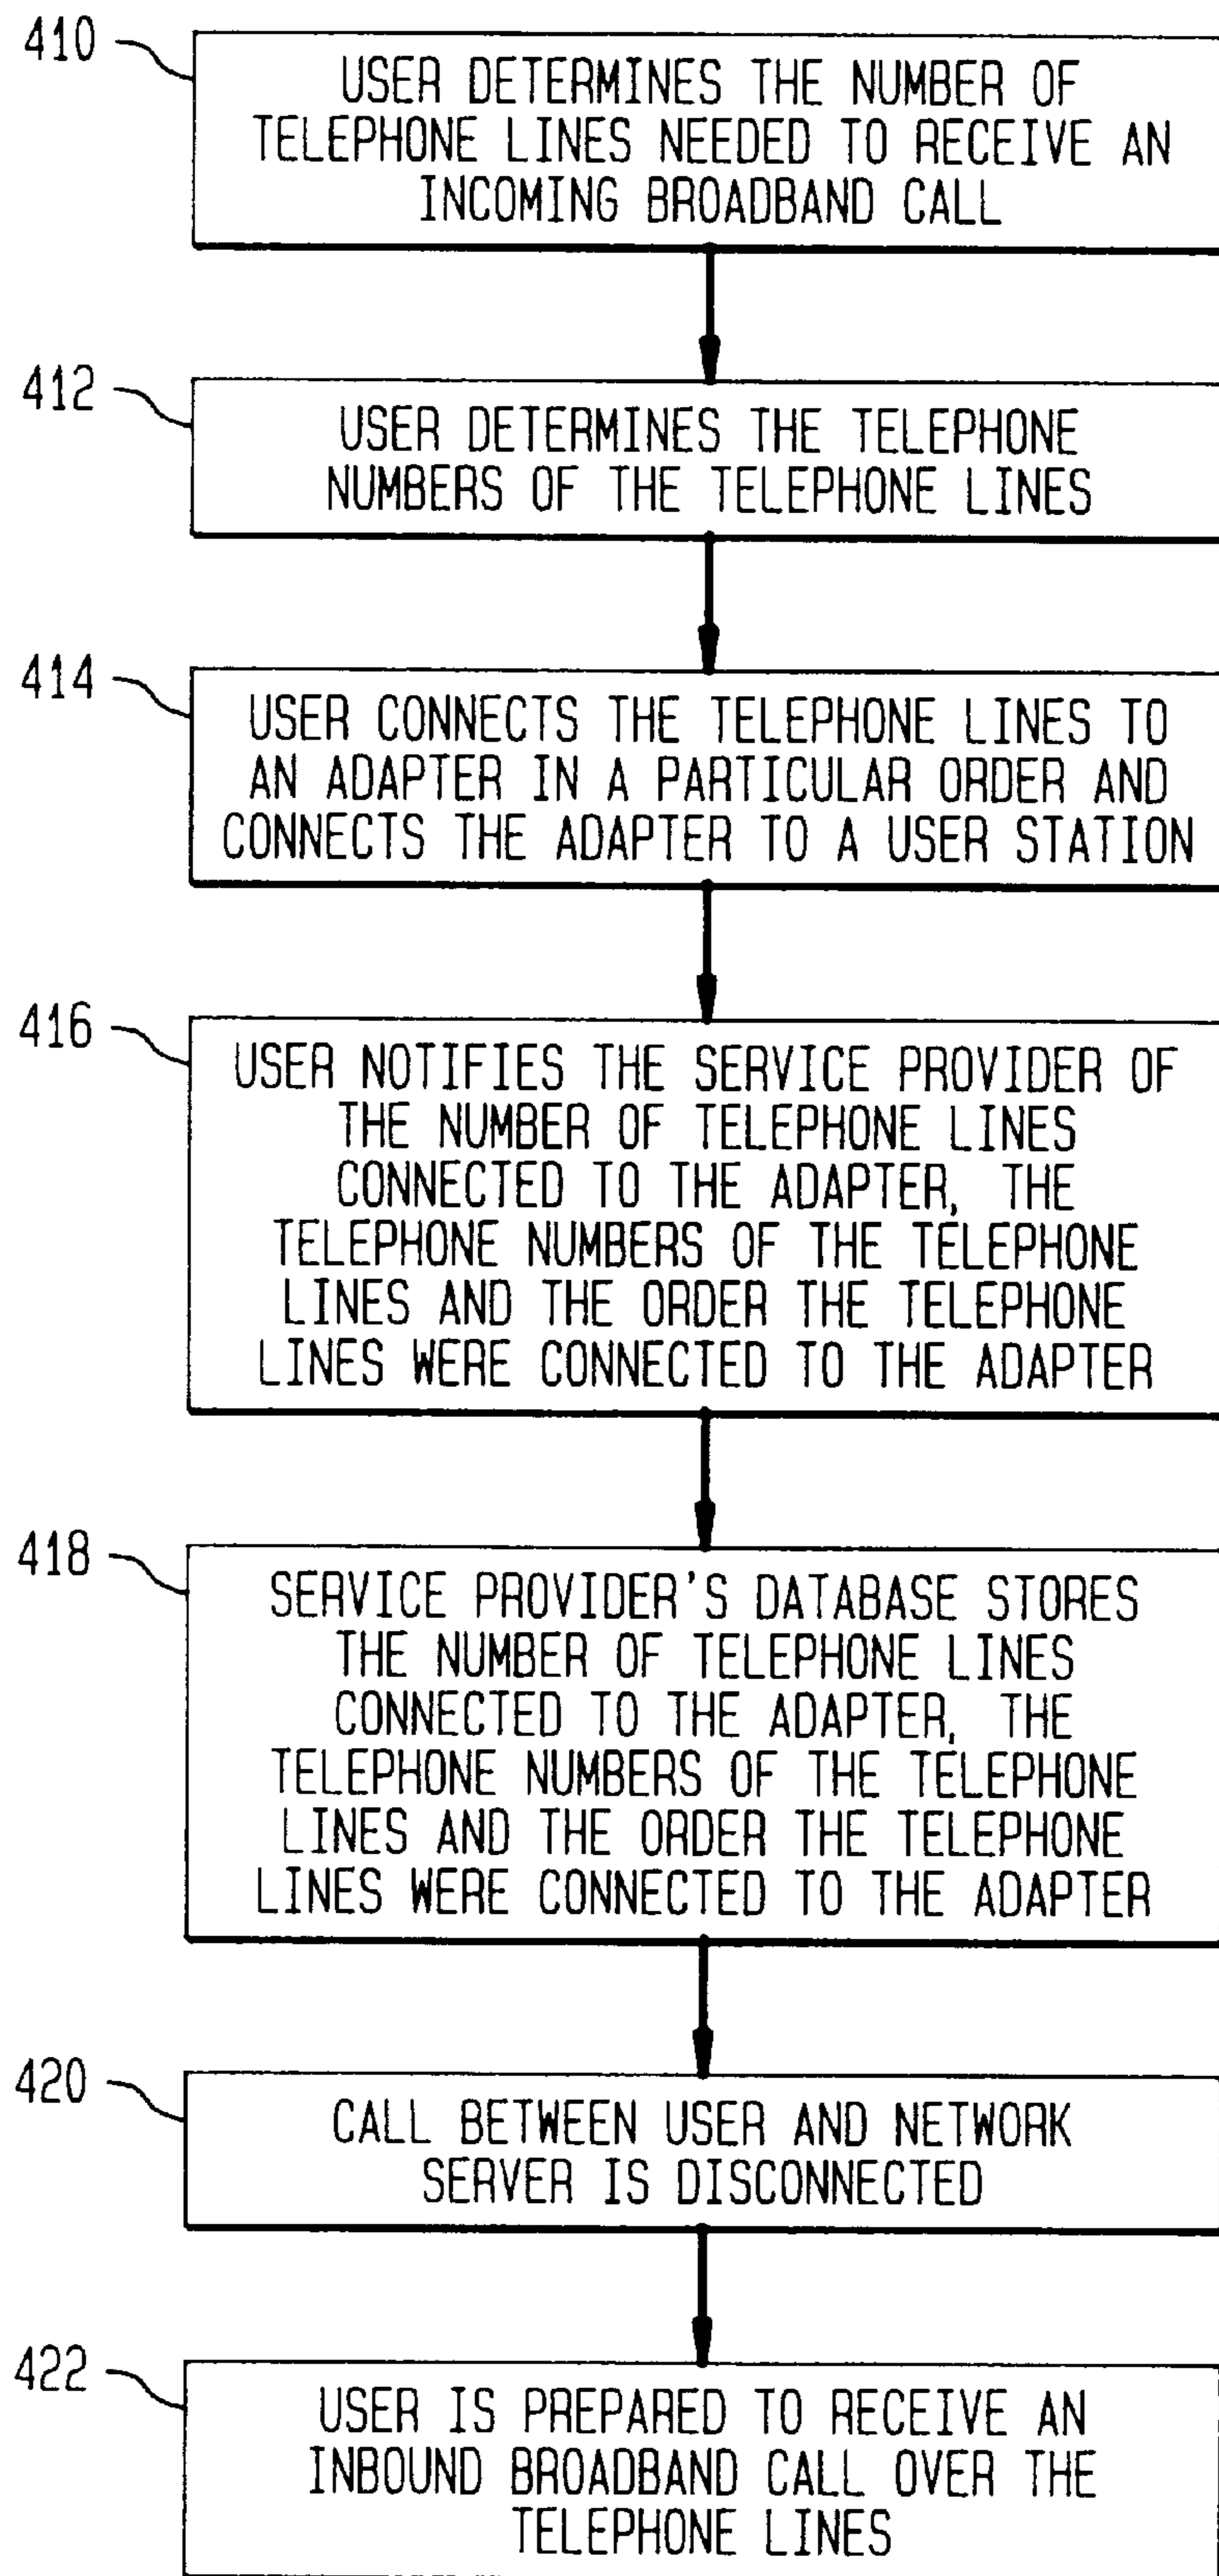 410
USER DETERMINES THE NUMBER OF
TELEPHONE LINES NEEDED TO RECEIVE AN
INCOMING BROADBAND CALL
412
USER DETERMINES THE TELEPHONE
NUMBERS OF THE TELEPHONE LINES
414
USER CONNECTS THE TELEPHONE LINES TO
AN ADAPTER IN A PARTICULAR ORDER AND
CONNECTS THE ADAPTER TO A USER STATION
416
USER NOTIFIES THE SERVICE PROVIDER OF
THE NUMBER OF TELEPHONE LINES
CONNECTED TO THE ADAPTER, THE
TELEPHONE NUMBERS OF THE TELEPHONE
LINES AND THE ORDER THE TELEPHONE
LINES WERE CONNECTED TO THE ADAPTER
418
SERVICE PROVIDER'S DATABASE STORES
THE NUMBER OF TELEPHONE LINES
CONNECTED TO THE ADAPTER, THE
TELEPHONE NUMBERS OF THE TELEPHONE
LINES AND THE ORDER THE TELEPHONE
LINES WERE CONNECTED TO THE ADAPTER
420
CALL BETWEEN USER AND NETWORK
SERVER IS DISCONNECTED
422
USER IS PREPARED TO RECEIVE AN
INBOUND BROADBAND CALL OVER THE
TELEPHONE LINES